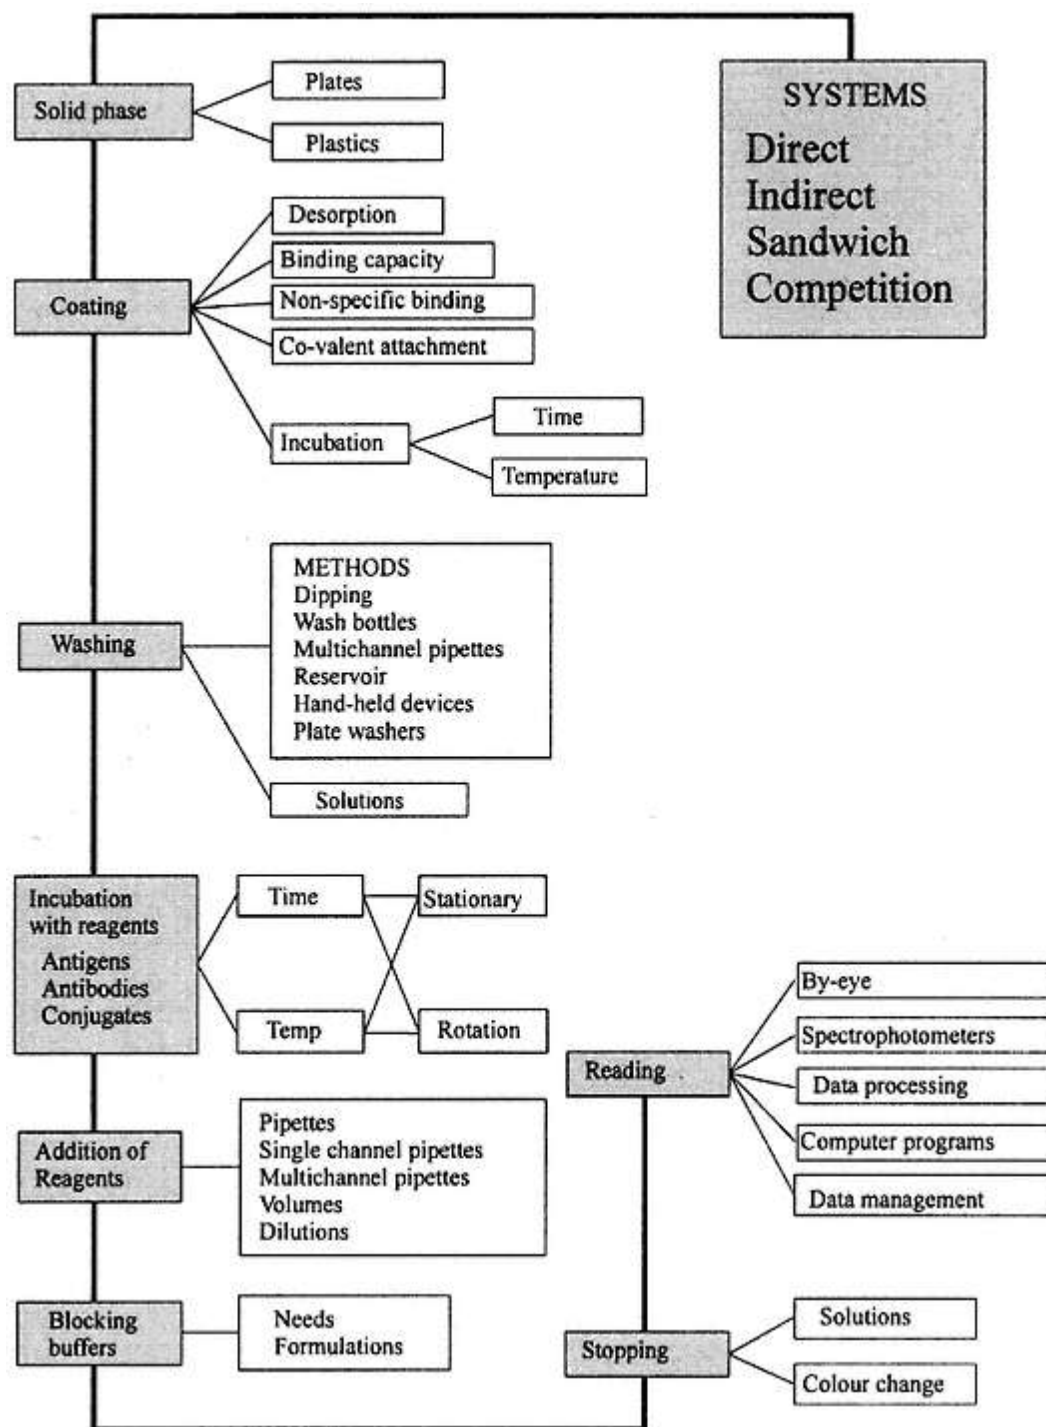 SYSTEMS
Direct
Indirect
Sandwich
Competition
Solid phase
Plates
Plastics
Coating
Desorption
Binding capacity
Non-specific binding
Co-valent attachment
Incubation
Time
Temperature
Washing
METHODS
Dipping
Wash bottles
Multichannel pipettes
Reservoir
Hand-held devices
Plate washers
Solutions
Incubation
with reagents
Antigens
Antibodies
Conjugates
Time
Temp
Stationary
Rotation
Addition of
Reagents
Pipettes
Single channel pipettes
Multichannel pipettes
Volumes
Dilutions
Blocking
buffers
Needs
Formulations
Reading
By-eye
Spectrophotometers
Data processing
Computer programs
Data management
Stopping
Solutions
Colour change